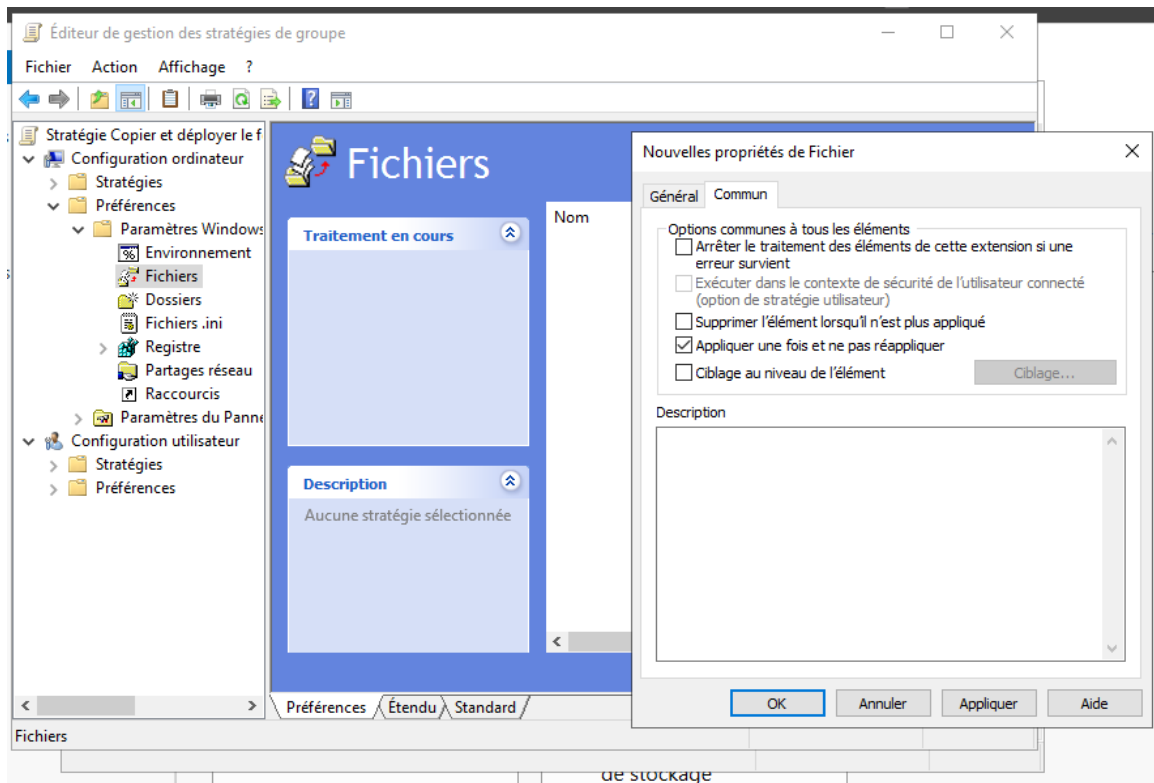 Éditeur de gestion des stratégies de groupe
Fichier Action Affichage ?
Stratégie Copier et déployer le f
Configuration ordinateur
Stratégies
Préférences
Paramètres Windows
Environnement
Fichiers
Dossiers
Fichiers .ini
Registre
Partages réseau
Raccourcis
Paramètres du Panne
Configuration utilisateur
Stratégies
Préférences
Fichiers
Traitement en cours
Description
Aucune stratégie sélectionnée
Nom
Préférences Étendu Standard
Fichiers
Nouvelles propriétés de Fichier
Général Commun
Options communes à tous les éléments
Arrêter le traitement des éléments de cette extension si une
erreur survient
Exécuter dans le contexte de sécurité de l'utilisateur connecté
(option de stratégie utilisateur)
Supprimer l'élément lorsqu'il n'est plus appliqué
Appliquer une fois et ne pas réappliquer
Ciblage au niveau de l'élément Ciblage...
Description
OK Annuler Appliquer Aide
de stockage